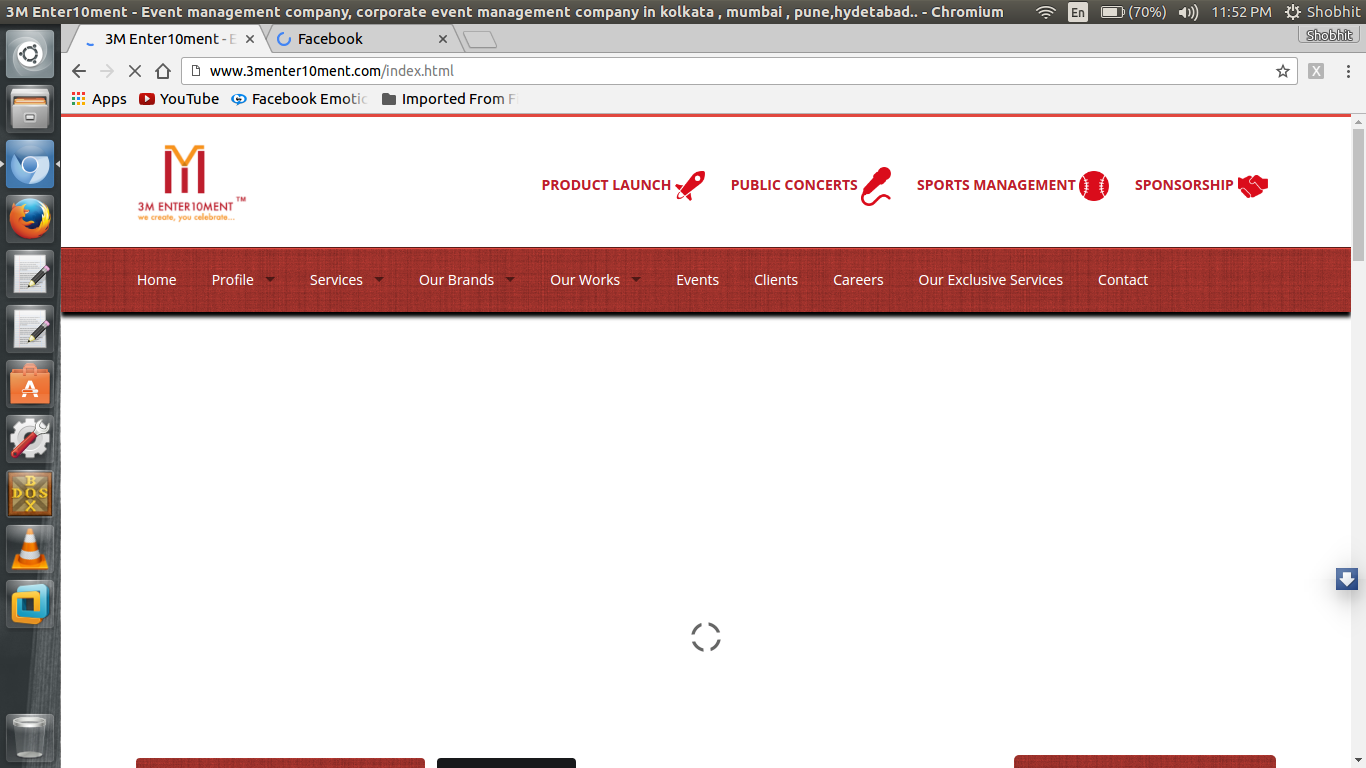 3M Enter10ment - Event management company, corporate event management company in kolkata , mumbai , pune,hydetabad.. - Chromium En (70%) 11:52 PM Shobhit
Shobhit
3M Enter10ment - E Facebook
www.3menter10ment.com/index.html X
Apps YouTube Facebook Emotic Imported From F
3M ENTER10MENT ™
we create, you celebrate...
PRODUCT LAUNCH PUBLIC CONCERTS SPORTS MANAGEMENT SPONSORSHIP
Home Profile Services Our Brands Our Works Events Clients Careers Our Exclusive Services Contact
A
B
DOS
X